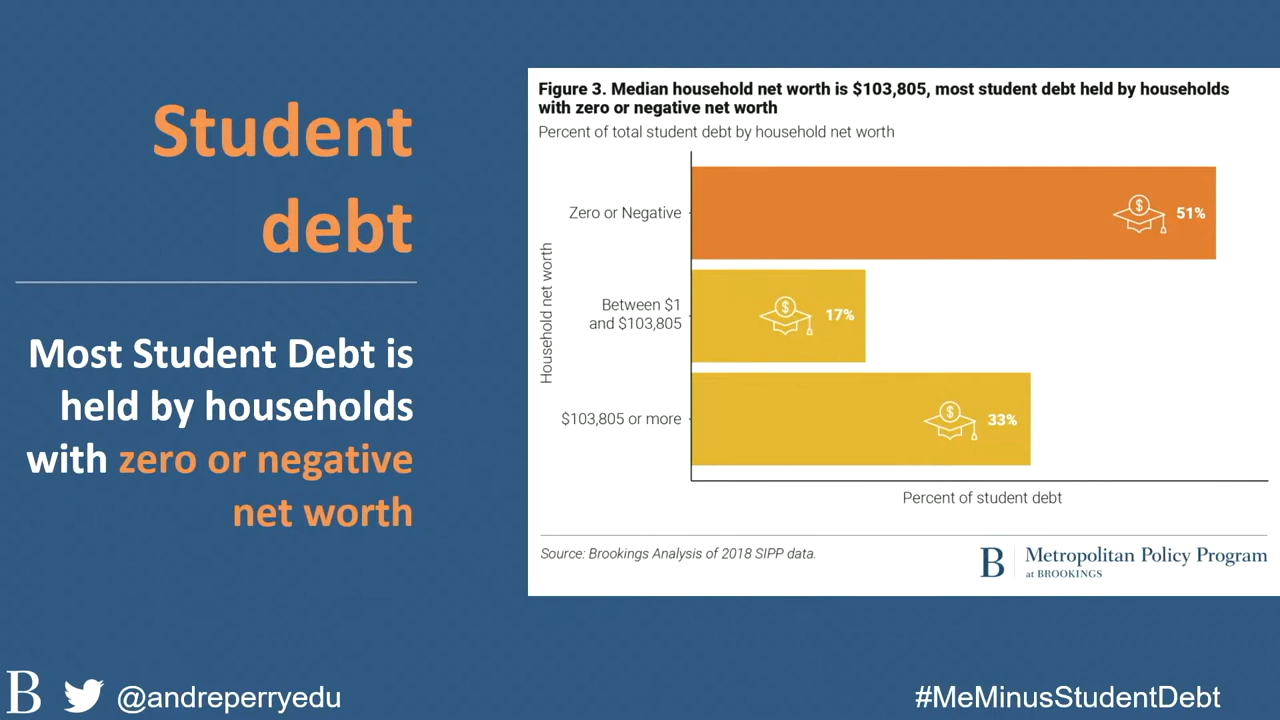 Student
debt
Most Student Debt is
held by households
with zero or negative
net worth
Figure 3. Median household net worth is $103,805, most student debt held by households
with zero or negative net worth
Percent of total student debt by household net worth
Household net worth
Zero or Negative
$ 51%
Between $1
and $103,805
$ 17%
$103,805 or more
$ 33%
Percent of student debt
Source: Brookings Analysis of 2018 SIPP data.
B Metropolitan Policy Program
at BROOKINGS
B @andreperryedu
#MeMinusStudentDebt